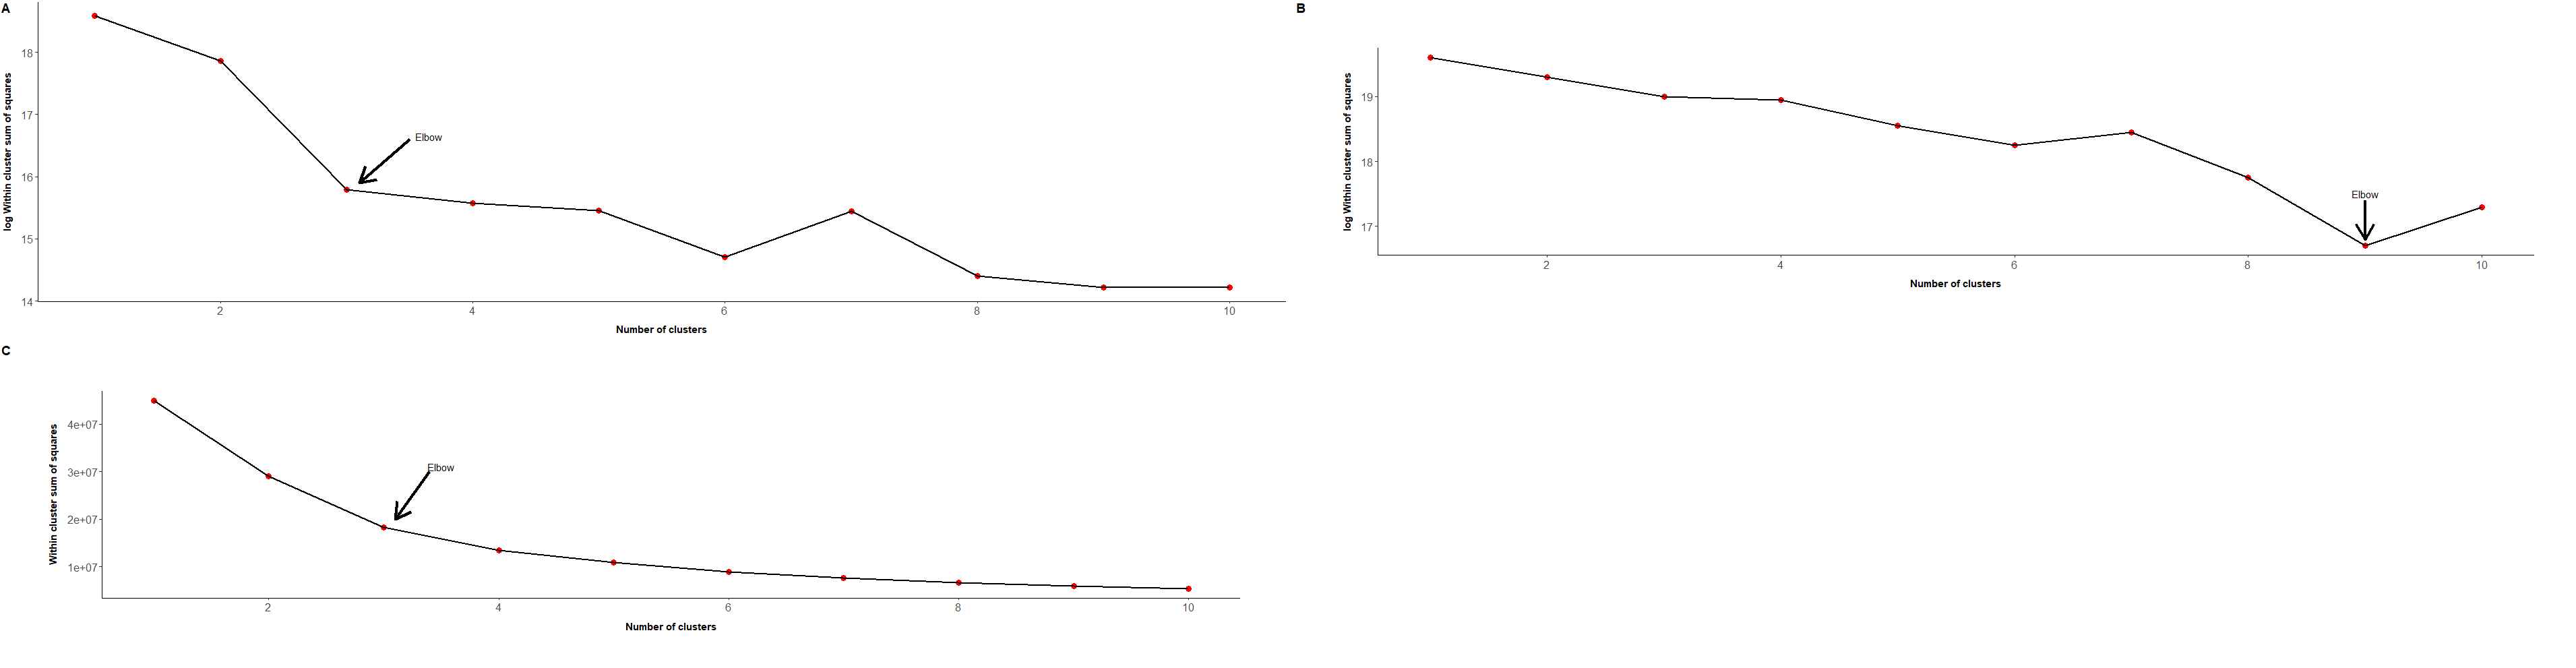 A
log Within cluster sum of squares
18
17
16
15
14
Elbow
2
4
6
8
10
Number of clusters
B
log Within cluster sum of squares
19
18
17
Elbow
2
4
6
8
10
Number of clusters
C
Within cluster sum of squares
4e+07
3e+07
2e+07
1e+07
Elbow
2
4
6
8
10
Number of clusters